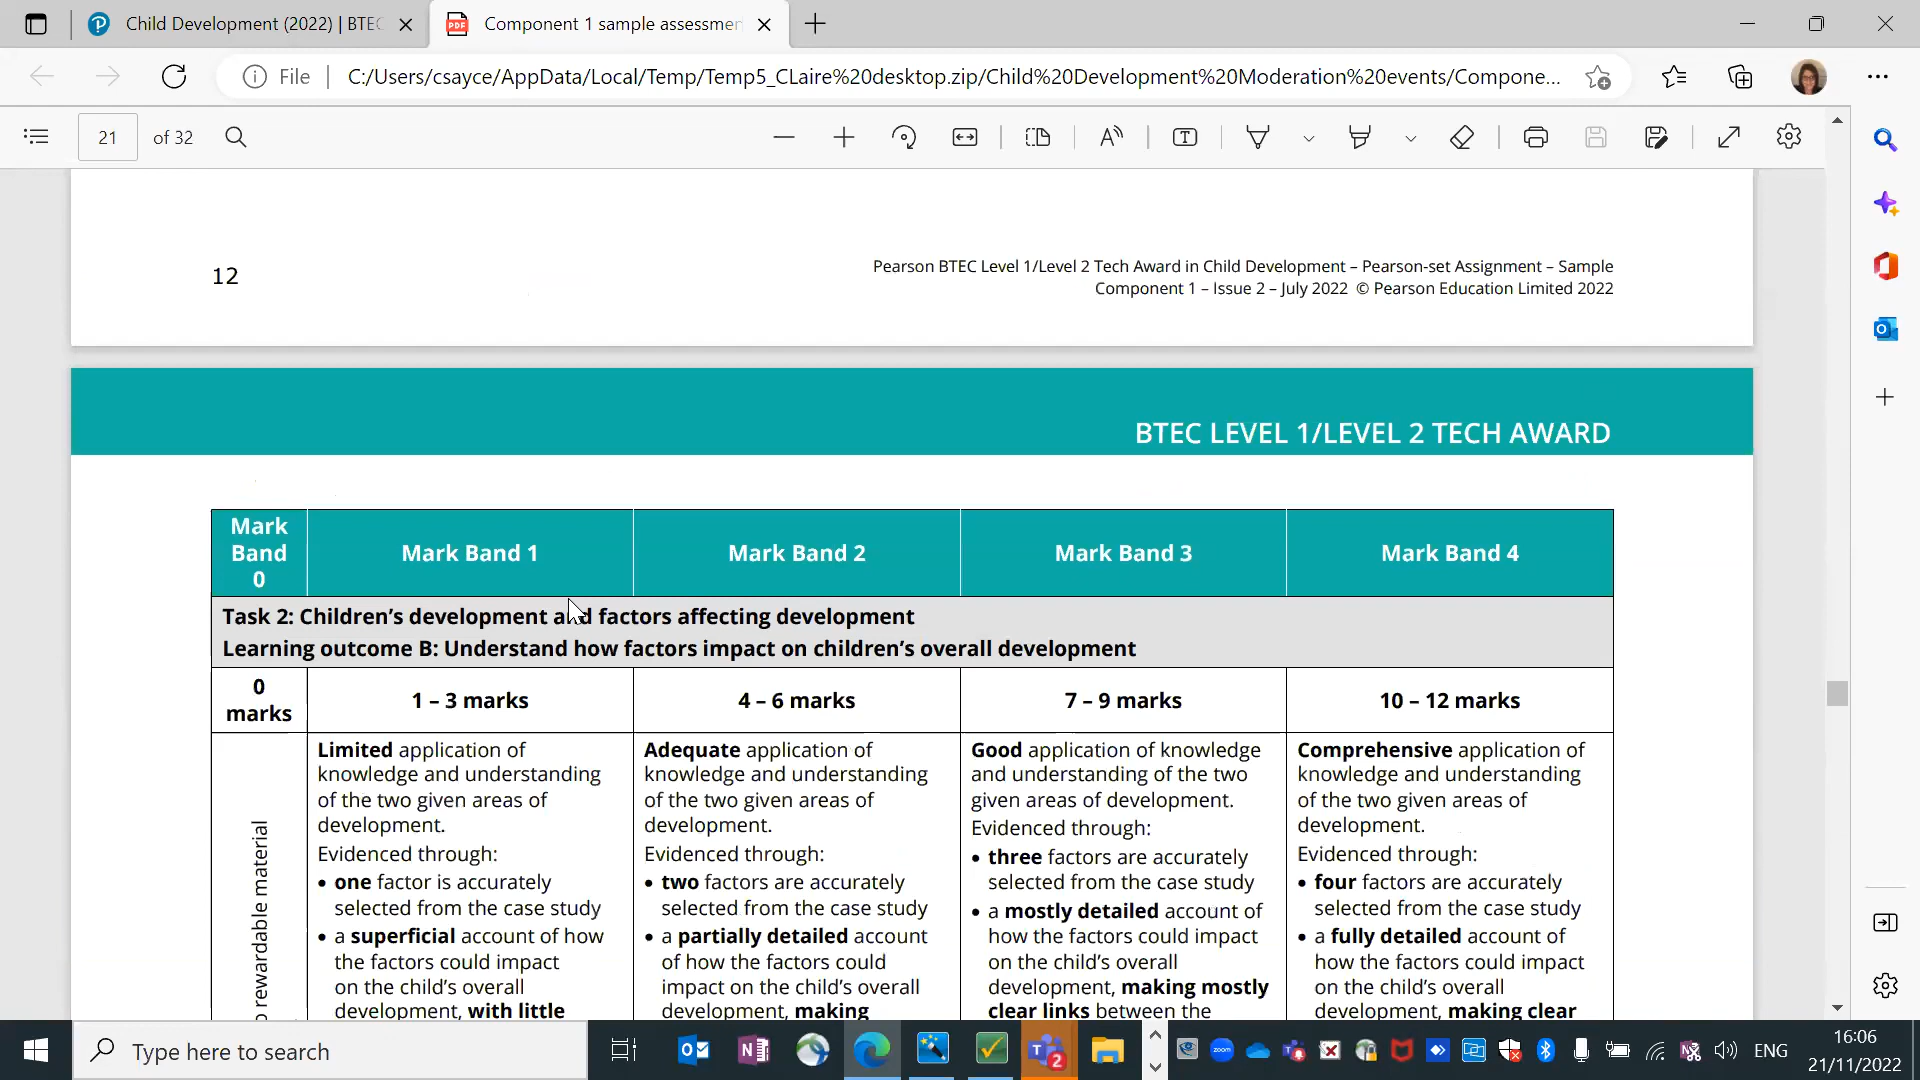 Child Development (2022) | BTEC
Component 1 sample assessmen
File
C:/Users/csayce/AppData/Local/Temp/Temp5_CLaire%20desktop.zip/Child%20Development%20Moderation%20events/Compone...
21
of 32
12
Pearson BTEC Level 1/Level 2 Tech Award in Child Development – Pearson-set Assignment – Sample
Component 1 – Issue 2 – July 2022 © Pearson Education Limited 2022
BTEC LEVEL 1/LEVEL 2 TECH AWARD
Mark
Band
0
Mark Band 1
Mark Band 2
Mark Band 3
Mark Band 4
Task 2: Children's development and factors affecting development
Learning outcome B: Understand how factors impact on children's overall development
0
marks
1 – 3 marks
4 – 6 marks
7 – 9 marks
10 – 12 marks
rewardable material
Limited application of
knowledge and understanding
of the two given areas of
development.
Evidenced through:
• one factor is accurately
selected from the case study
• a superficial account of how
the factors could impact
on the child's overall
development, with little
Adequate application of
knowledge and understanding
of the two given areas of
development.
Evidenced through:
• two factors are accurately
selected from the case study
• a partially detailed account
of how the factors could
impact on the child's overall
development, making
Good application of knowledge
and understanding of the two
given areas of development.
Evidenced through:
• three factors are accurately
selected from the case study
• a mostly detailed account of
how the factors could impact
on the child's overall
development, making mostly
clear links between the
Comprehensive application of
knowledge and understanding
of the two given areas of
development.
Evidenced through:
• four factors are accurately
selected from the case study
• a fully detailed account of
how the factors could impact
on the child's overall
development, making clear
Type here to search
2
zoom
ENG
16:06
21/11/2022